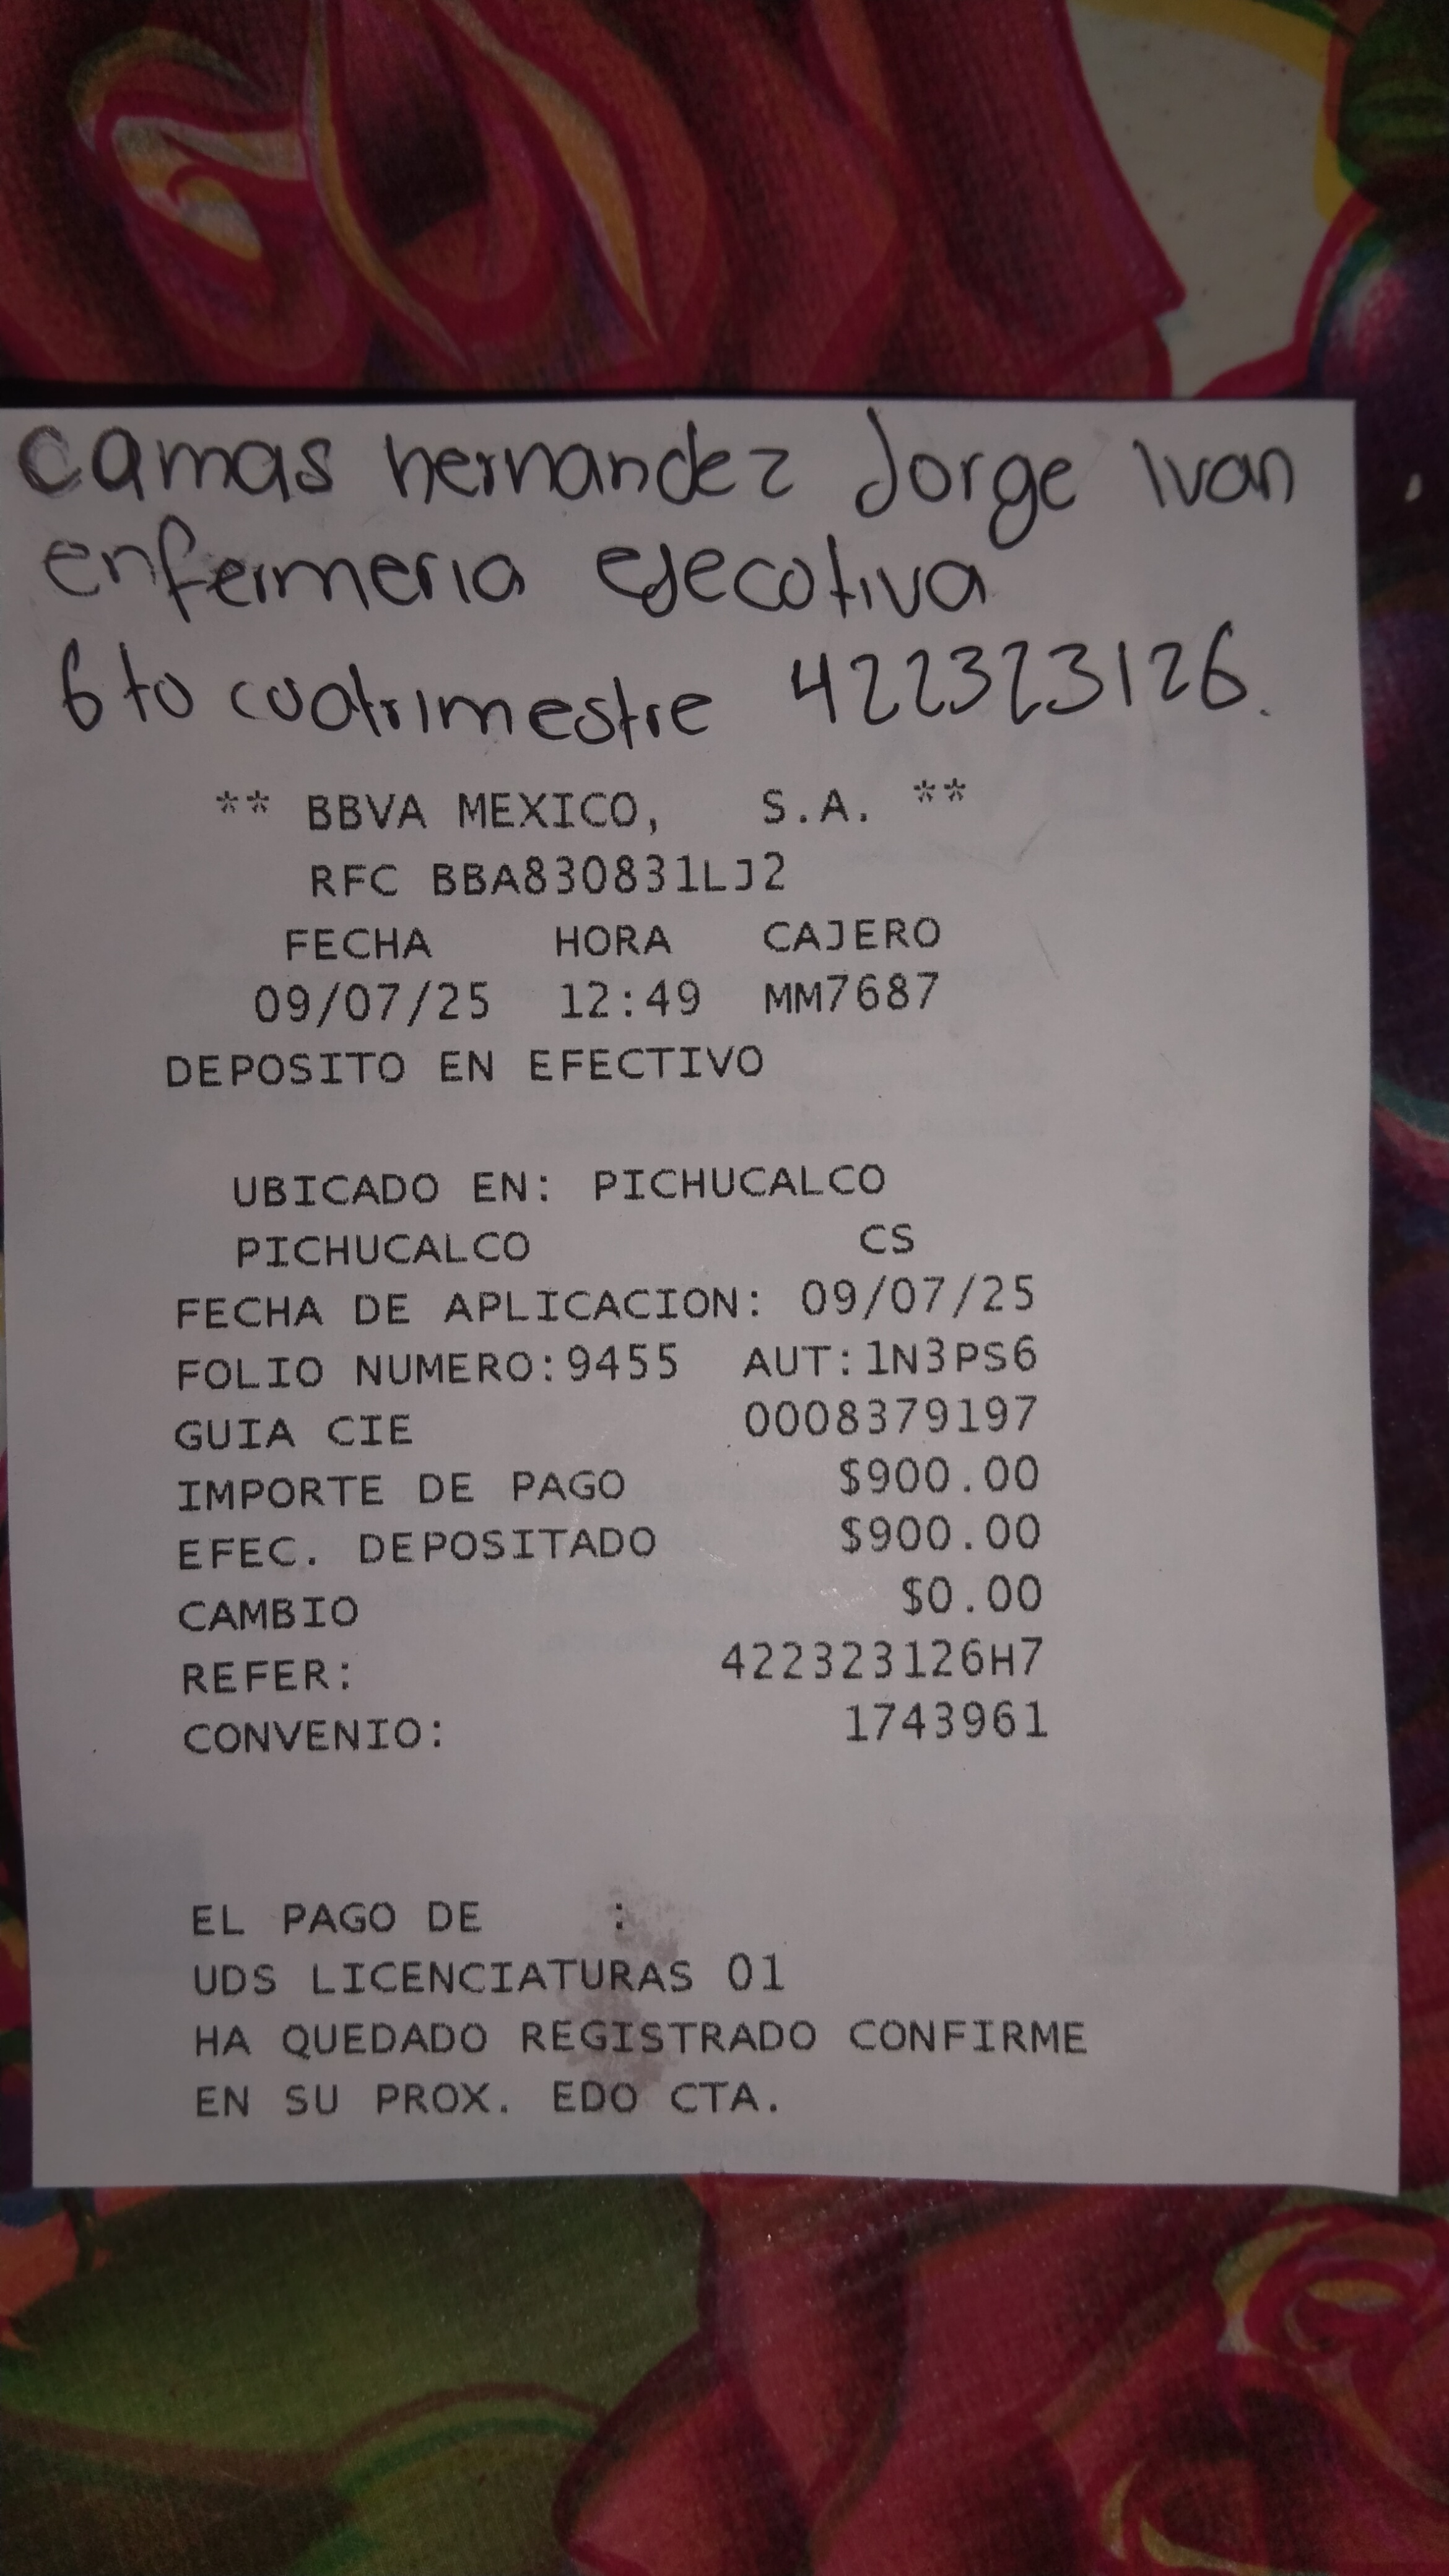 camas hernandez Jorge Ivan
enfermeria ejecotiva
6to cuatrimestre 422323126.
** BBVA MEXICO, S.A. **
RFC BBA830831LJ2
FECHA HORA CAJERO
09/07/25 12:49 MM7687
DEPOSITO EN EFECTIVO
UBICADO EN: PICHUCALCO
PICHUCALCO CS
FECHA DE APLICACION: 09/07/25
FOLIO NUMERO:9455 AUT:1N3PS6
GUIA CIE 0008379197
IMPORTE DE PAGO $900.00
EFEC. DEPOSITADO $900.00
CAMBIO $0.00
REFER: 422323126H7
CONVENIO: 1743961
EL PAGO DE :
UDS LICENCIATURAS 01
HA QUEDADO REGISTRADO CONFIRME
EN SU PROX. EDO CTA.